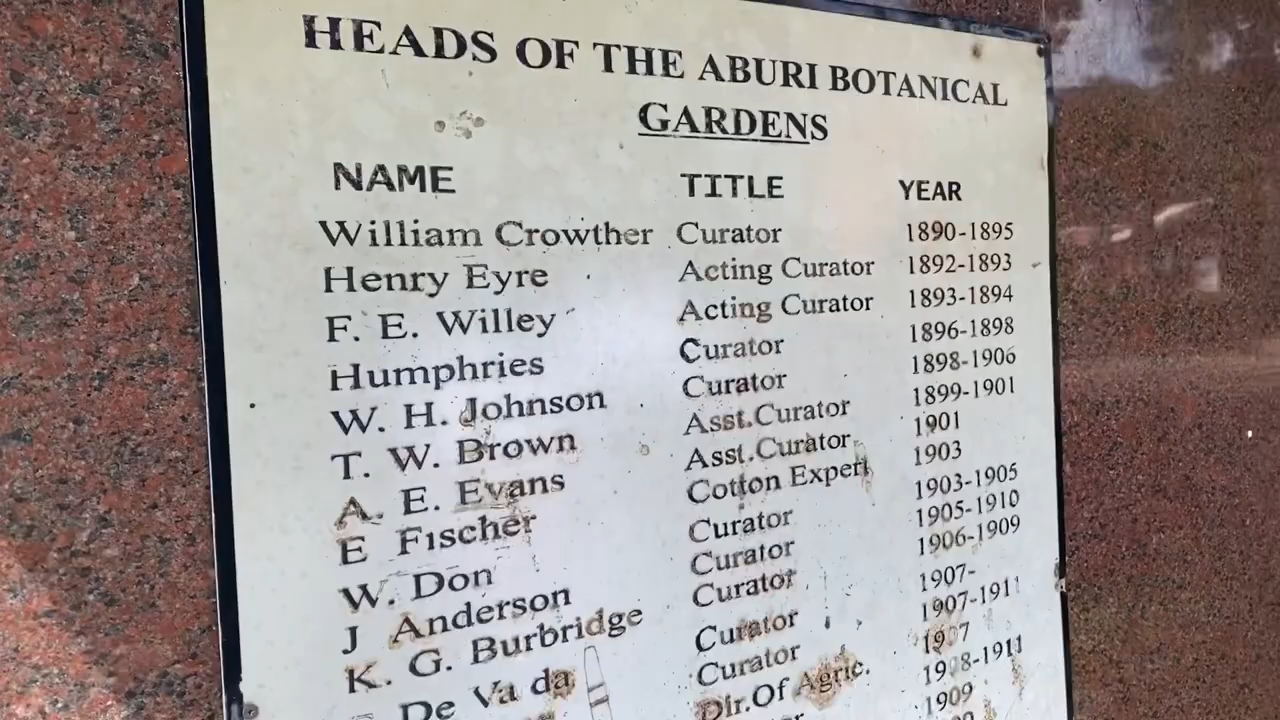 HEADS OF THE ABURI BOTANICAL
GARDENS
NAME TITLE YEAR
William Crowther Curator 1890-1895
Henry Eyre Acting Curator 1892-1893
F. E. Willey Acting Curator 1893-1894
Humphries Curator 1896-1898
W. H. Johnson Curator 1898-1906
T. W. Brown Asst.Curator 1899-1901
A. E. Evans Asst.Curator 1901
E Fischer Cotton Expert 1903
W. Don Curator 1903-1905
J Anderson Curator 1905-1910
K. G. Burbridge Curator 1906-1909
De Va da Curator 1907-
Curator 1907-1911
Dir.Of Agric. 1907
1908-1911
1909